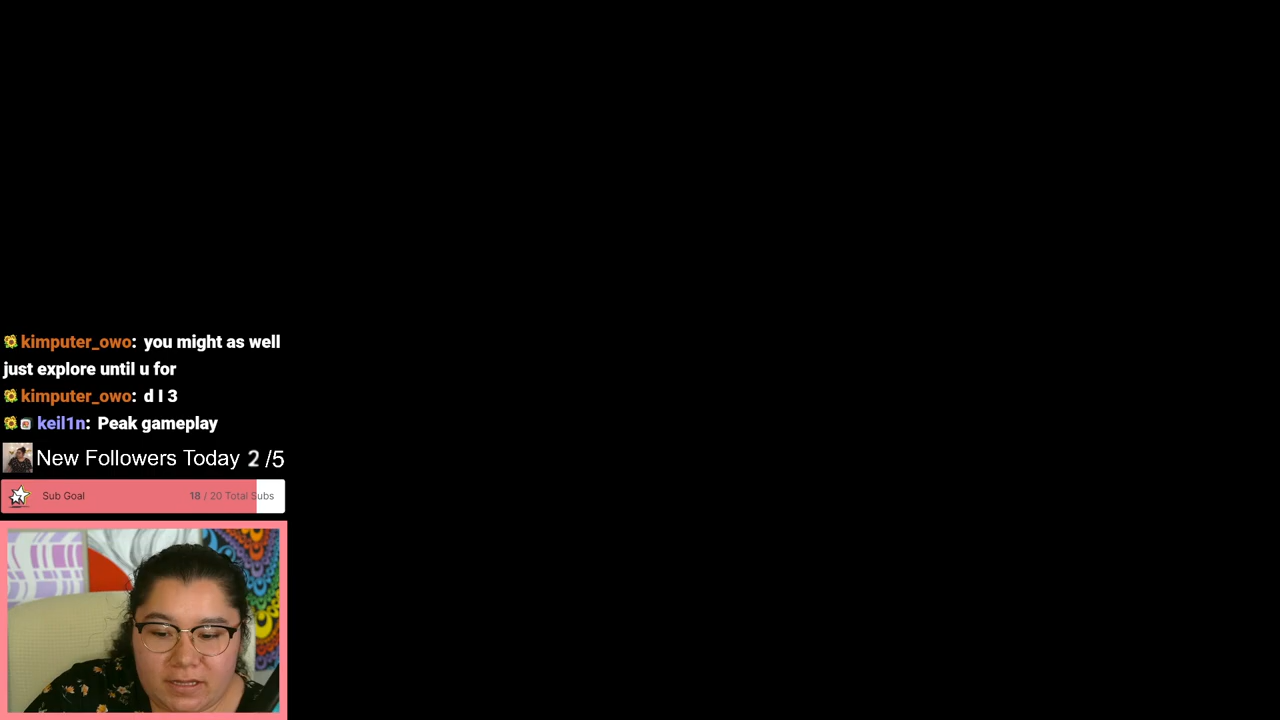 kimputer_owo: you might as well
just explore until u for
kimputer_owo: d I 3
keil1n: Peak gameplay
New Followers Today 2 /5
Sub Goal 18 / 20 Total Subs